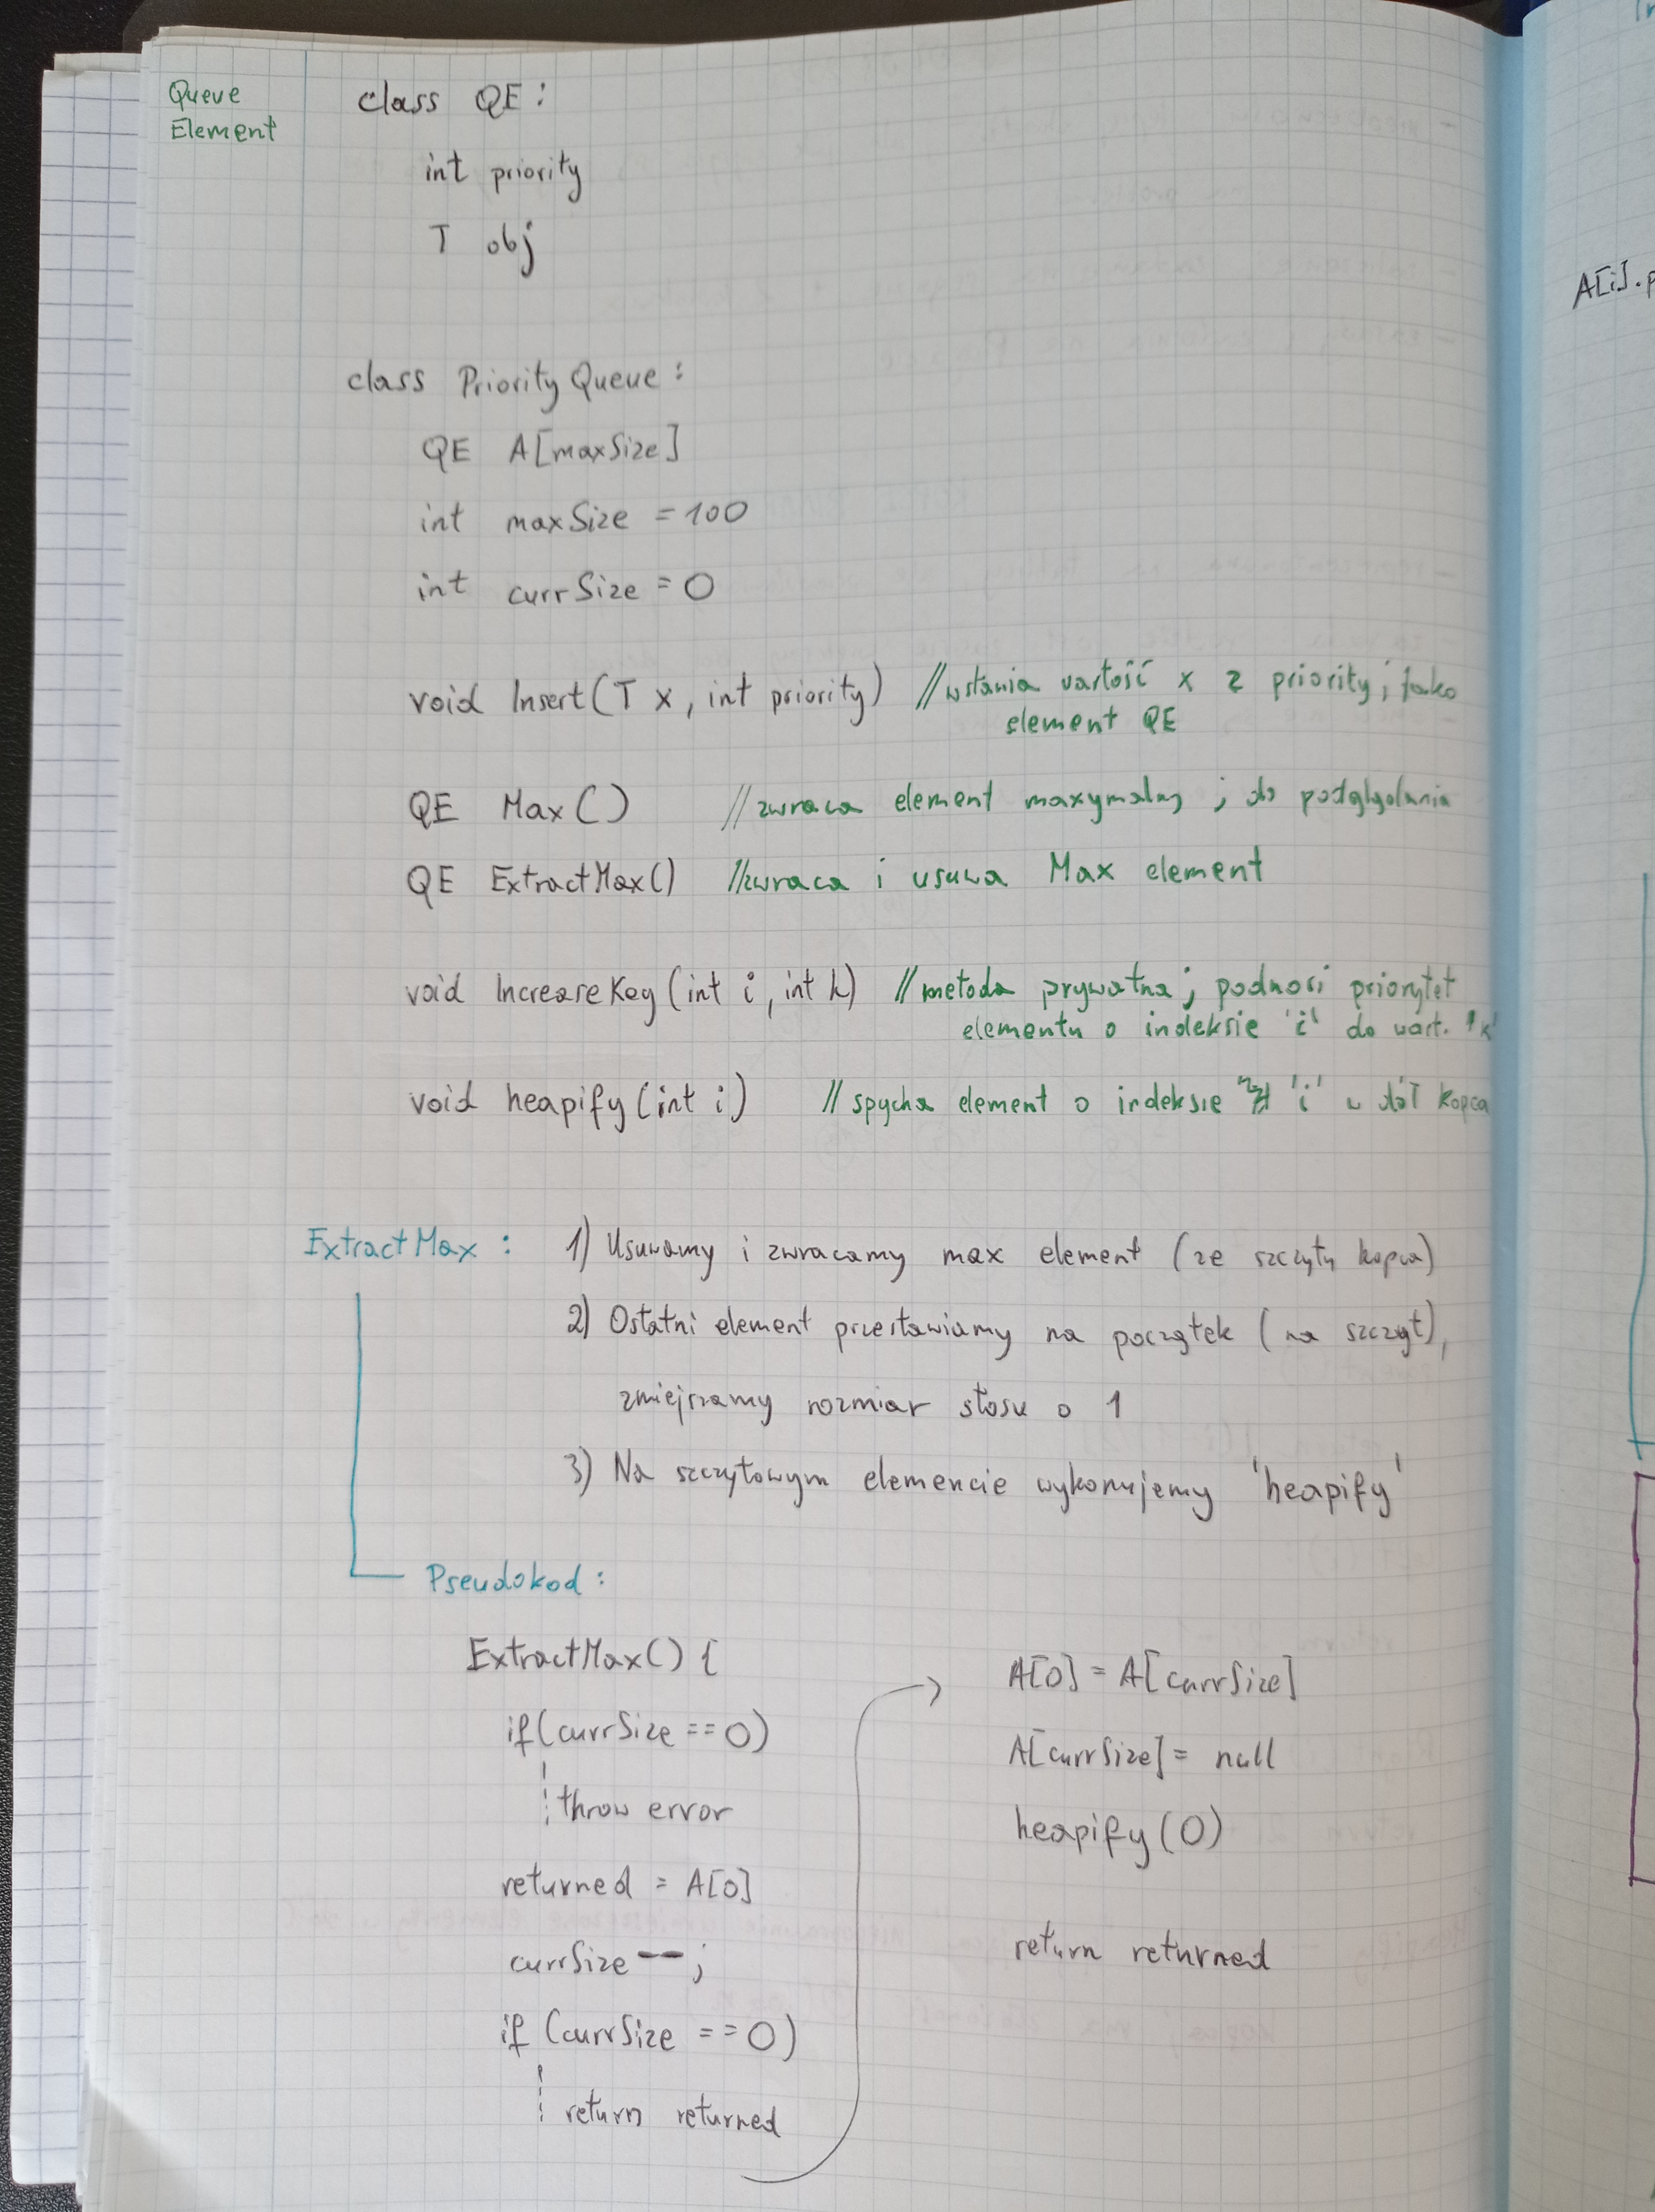 Queue
Element
class QE:
int priority
T obj
class PriorityQueue:
QE A[maxSize]
int maxSize = 100
int currSize = 0
void Insert(T x, int priority) //wstawia wartość x z priority; jako
element QE
QE Max() //zwraca element maxymalny ; do podglądania
QE ExtractMax() //zwraca i usuwa Max element
void IncreaseKey(int i, int k) //metoda prywatna; podnosi priorytet
elementu o indeksie 'i' do wart. 'k'
void heapify(int i) //spycha element o indeksie 'i' w dół kopca
ExtractMax: 1) Usuwamy i zwracamy max element (ze szczytu kopca)
2) Ostatni element przestawiamy na początek (na szczyt),
zmiejszamy rozmiar stosu o 1
3) Na szczytowym elemencie wykonujemy 'heapify'
Pseudokod:
ExtractMax() {
if(currSize == 0)
throw error
returned = A[0]
currSize--;
if (currSize == 0)
return returned
A[0] = A[currSize]
A[currSize] = null
heapify(0)
return returned
A[i].p